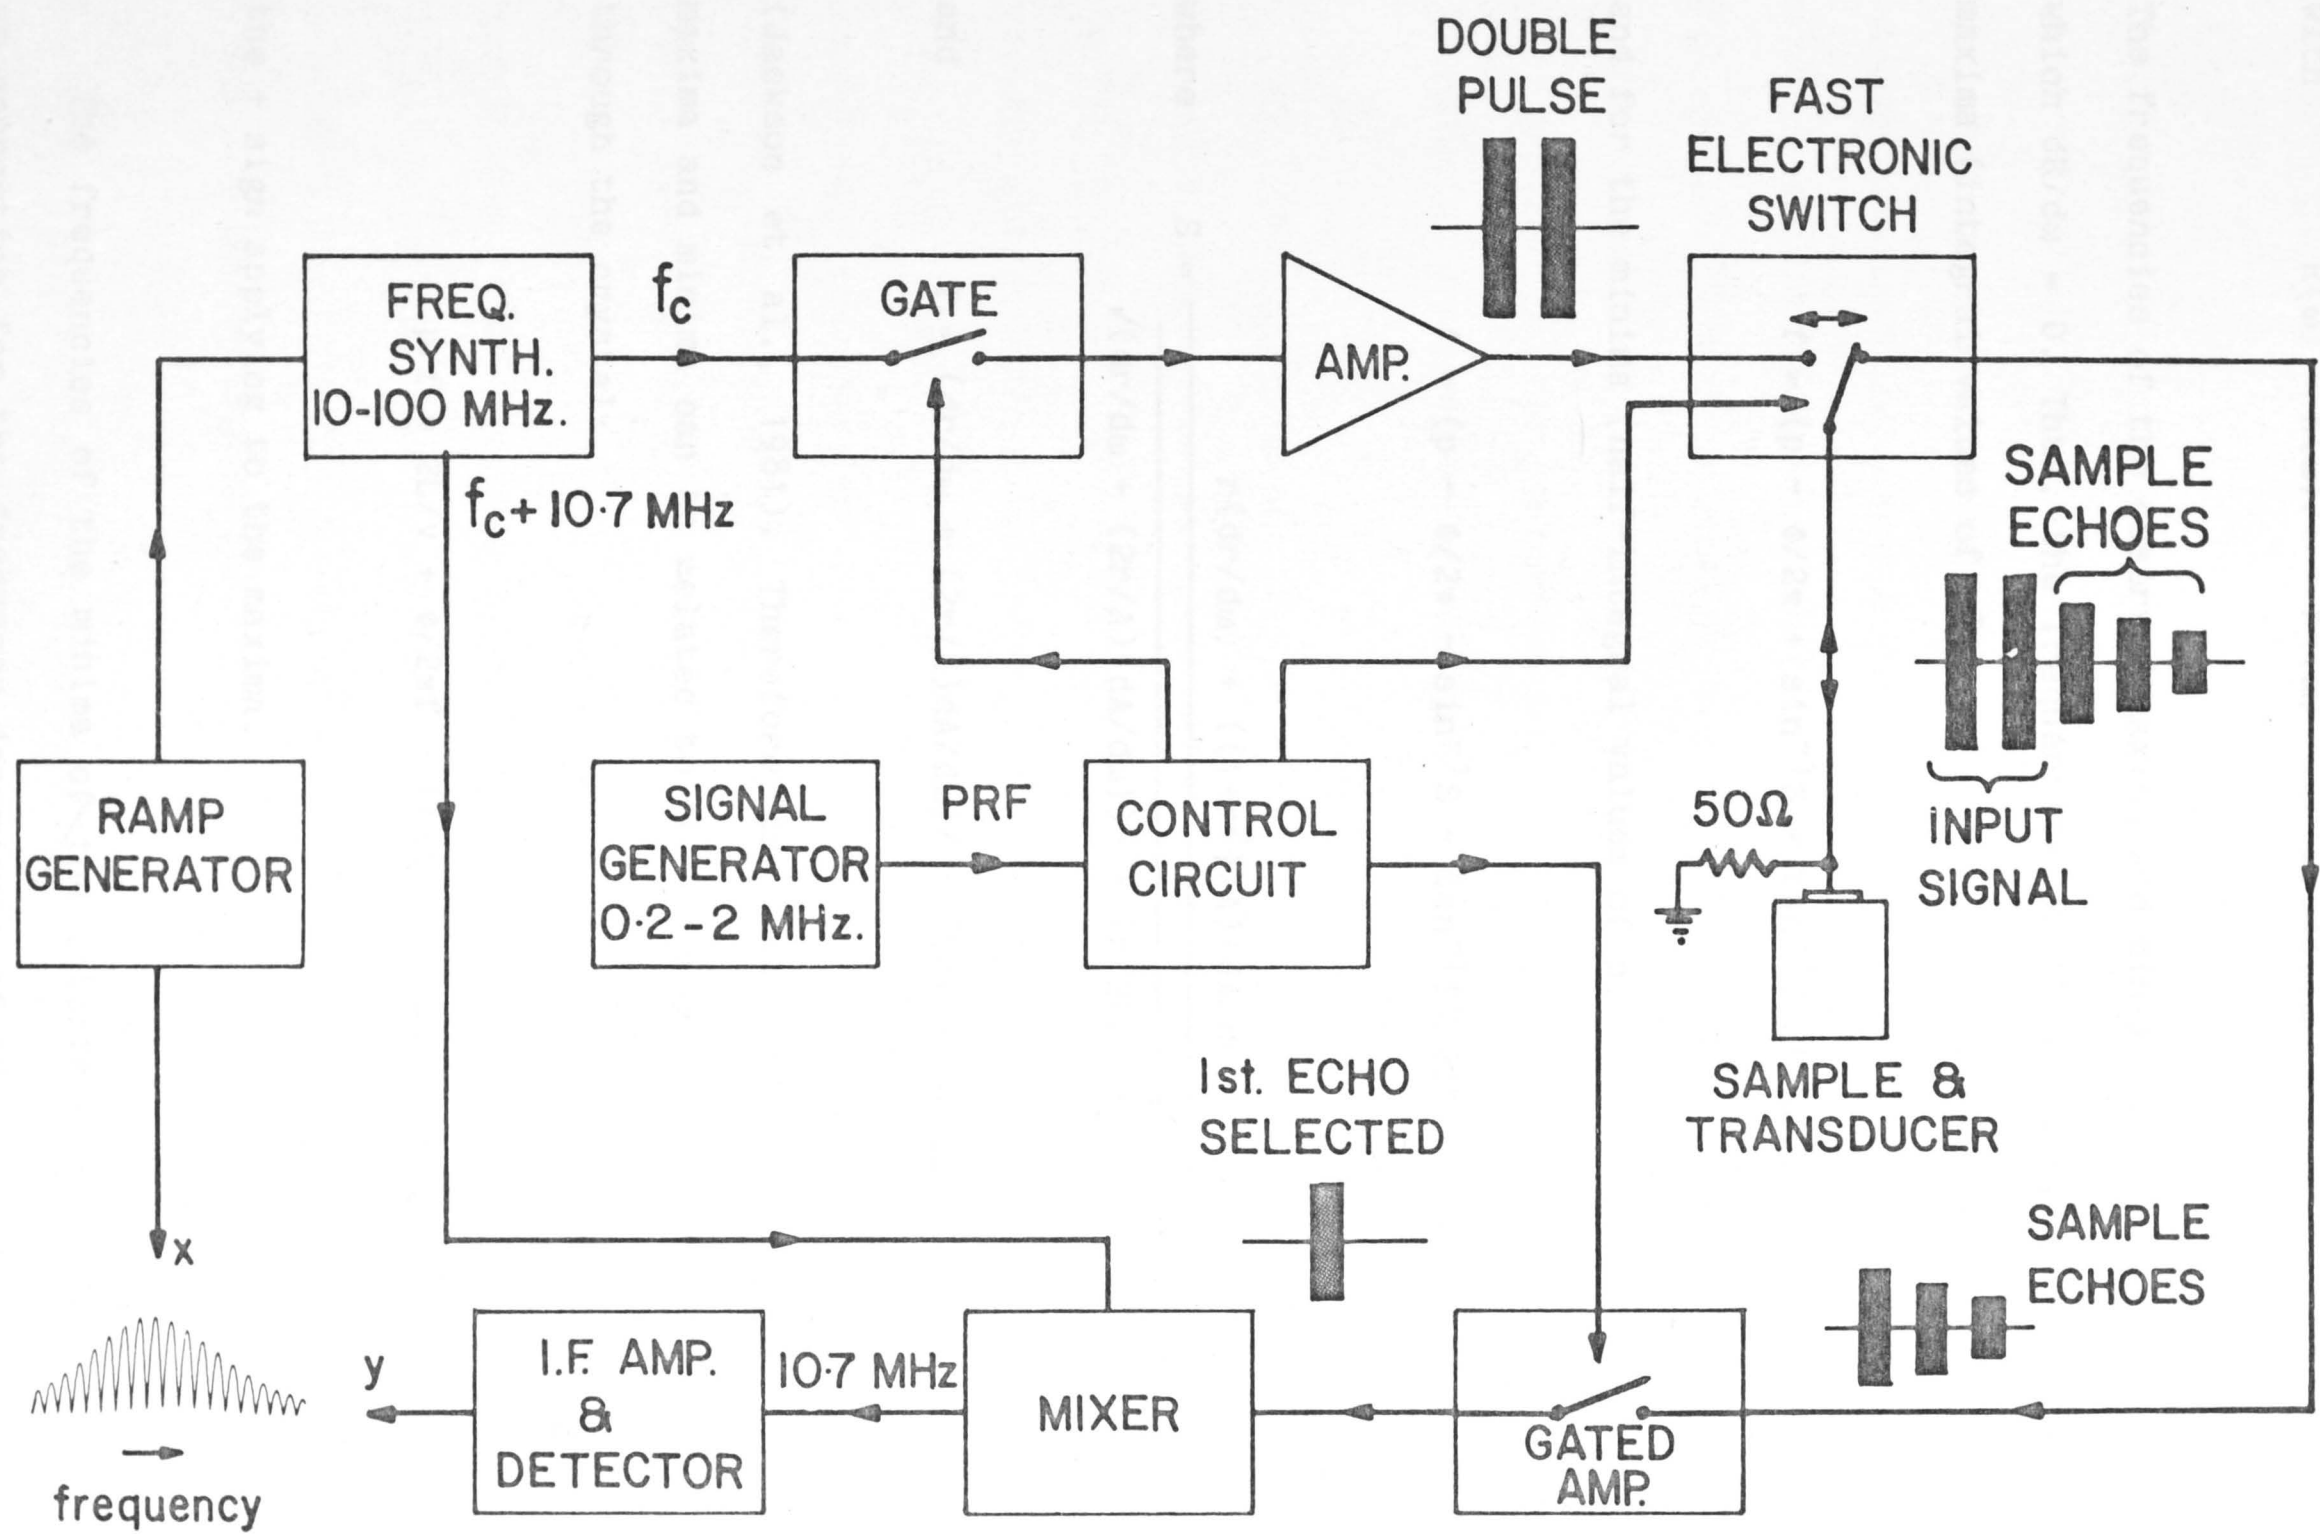 DOUBLE
PULSE
FAST
ELECTRONIC
SWITCH
FREQ.
SYNTH.
10-100 MHz.
fc
GATE
AMP.
fc + 10·7 MHz
SAMPLE
ECHOES
INPUT
SIGNAL
RAMP
GENERATOR
SIGNAL
GENERATOR
0·2-2 MHz.
PRF
CONTROL
CIRCUIT
50Ω
SAMPLE &
TRANSDUCER
1st. ECHO
SELECTED
SAMPLE
ECHOES
x
y
I.F. AMP.
&
DETECTOR
10·7 MHz
MIXER
GATED
AMP.
frequency